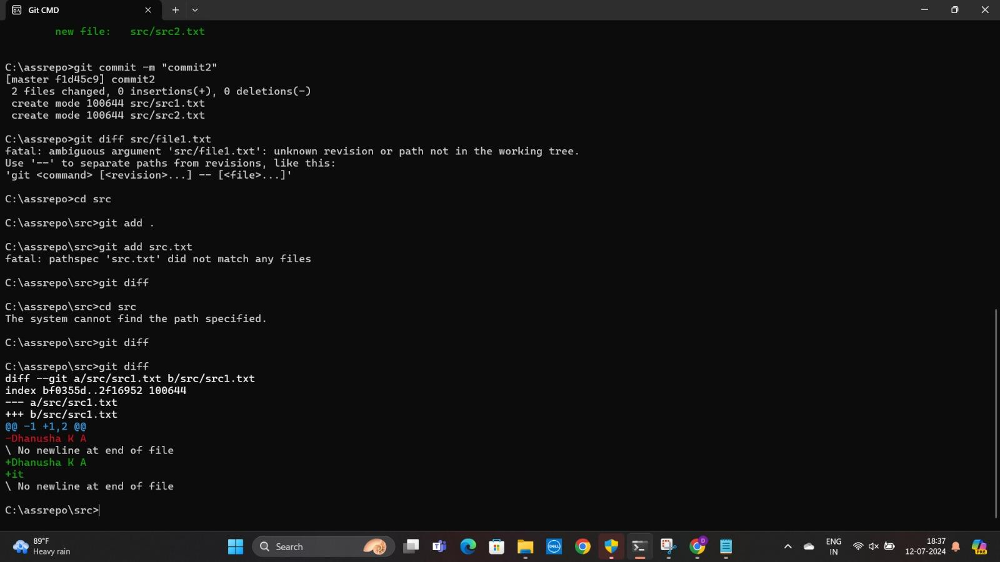 Git CMD
new file:   src/src2.txt
C:\assrepo>git commit -m "commit2"
[master f1d45c9] commit2
 2 files changed, 0 insertions(+), 0 deletions(-)
 create mode 100644 src/src1.txt
 create mode 100644 src/src2.txt
C:\assrepo>git diff src/file1.txt
fatal: ambiguous argument 'src/file1.txt': unknown revision or path not in the working tree.
Use '--' to separate paths from revisions, like this:
'git <command> [<revision>...] -- [<file>...]'
C:\assrepo>cd src
C:\assrepo\src>git add .
C:\assrepo\src>git add src.txt
fatal: pathspec 'src.txt' did not match any files
C:\assrepo\src>git diff
C:\assrepo\src>cd src
The system cannot find the path specified.
C:\assrepo\src>git diff
C:\assrepo\src>git diff
diff --git a/src/src1.txt b/src/src1.txt
index bf0355d..2f16952 100644
--- a/src/src1.txt
+++ b/src/src1.txt
@@ -1 +1,2 @@
-Dhanusha K A
\ No newline at end of file
+Dhanusha K A
+it
\ No newline at end of file
C:\assrepo\src>
89°F
Heavy rain
Search
DELL
D
ENG
IN
18:37
12-07-2024
PRE